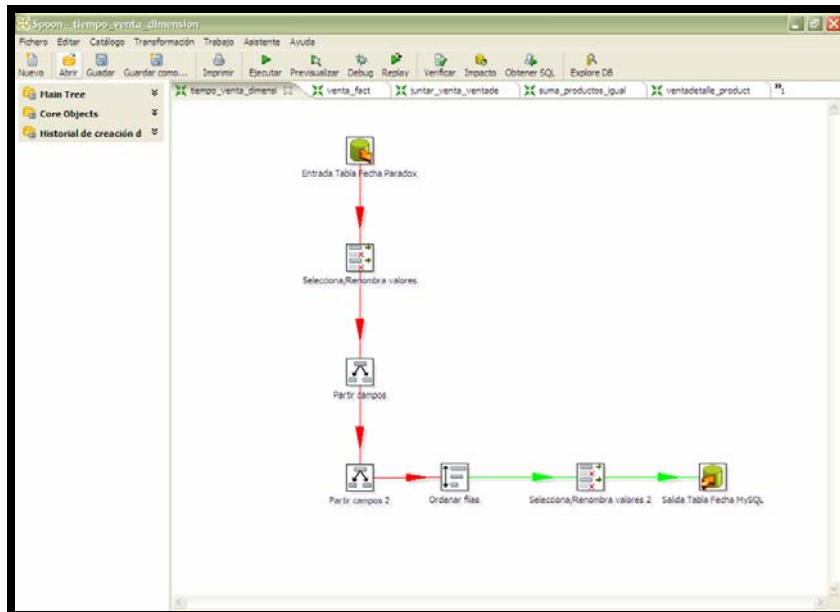 Spoon - tiempo_venta_dimension
Fichero Editar Catálogo Transformación Trabajo Asistente Ayuda
Nuevo Abrir Guadar Guardar como... Imprimir Ejecutar Previsualizar Debug Replay Verificar Impacto Obtener SQL Explore DB
Main Tree
Core Objects
Historial de creación d
tiempo_venta_dimensi venta_fact juntar_venta_ventade suma_productos_igual ventadetalle_product »1
Entrada Tabla Fecha Paradox
Selecciona/Renombra valores
Partir campos
Partir campos 2 Ordenar filas Selecciona/Renombra valores 2 Salida Tabla Fecha MySQL